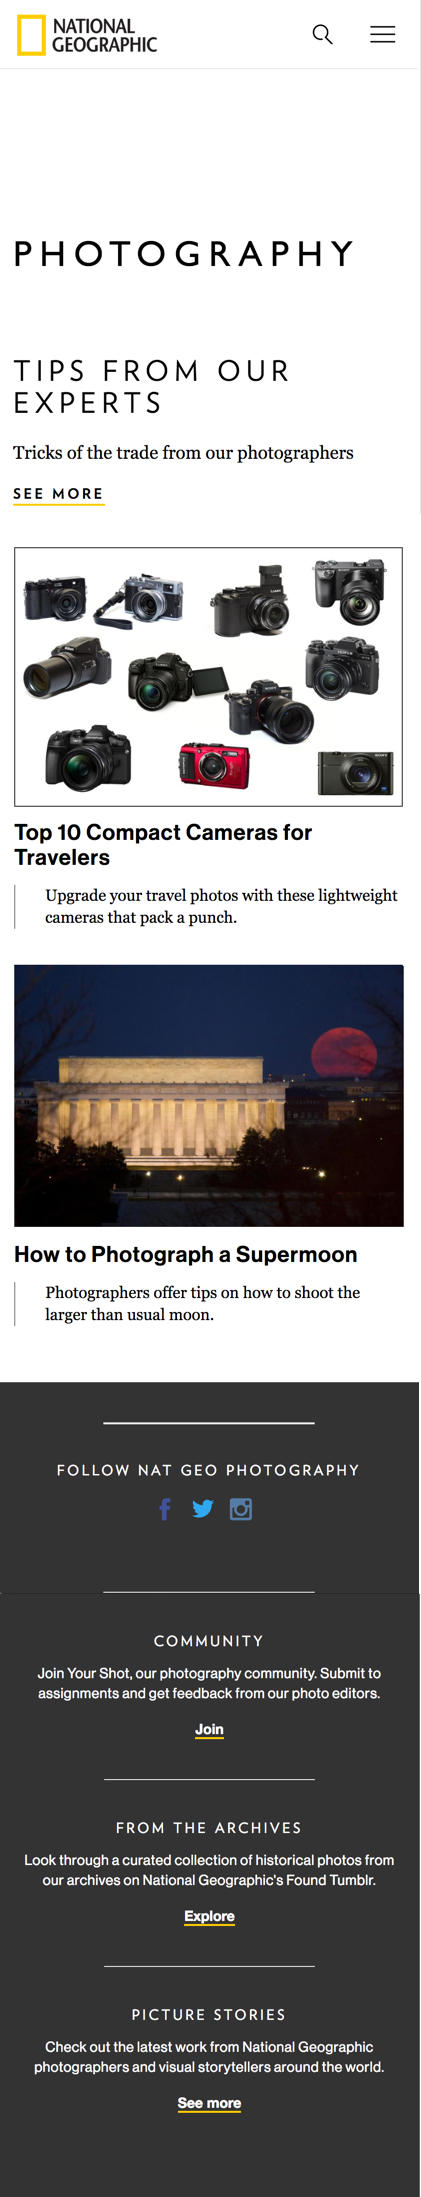 NATIONAL
GEOGRAPHIC
PHOTOGRAPHY
TIPS FROM OUR
EXPERTS
Tricks of the trade from our photographers
SEE MORE
Top 10 Compact Cameras for
Travelers
Upgrade your travel photos with these lightweight
cameras that pack a punch.
How to Photograph a Supermoon
Photographers offer tips on how to shoot the
larger than usual moon.
FOLLOW NAT GEO PHOTOGRAPHY
COMMUNITY
Join Your Shot, our photography community. Submit to
assignments and get feedback from our photo editors.
Join
FROM THE ARCHIVES
Look through a curated collection of historical photos from
our archives on National Geographic's Found Tumblr.
Explore
PICTURE STORIES
Check out the latest work from National Geographic
photographers and visual storytellers around the world.
See more